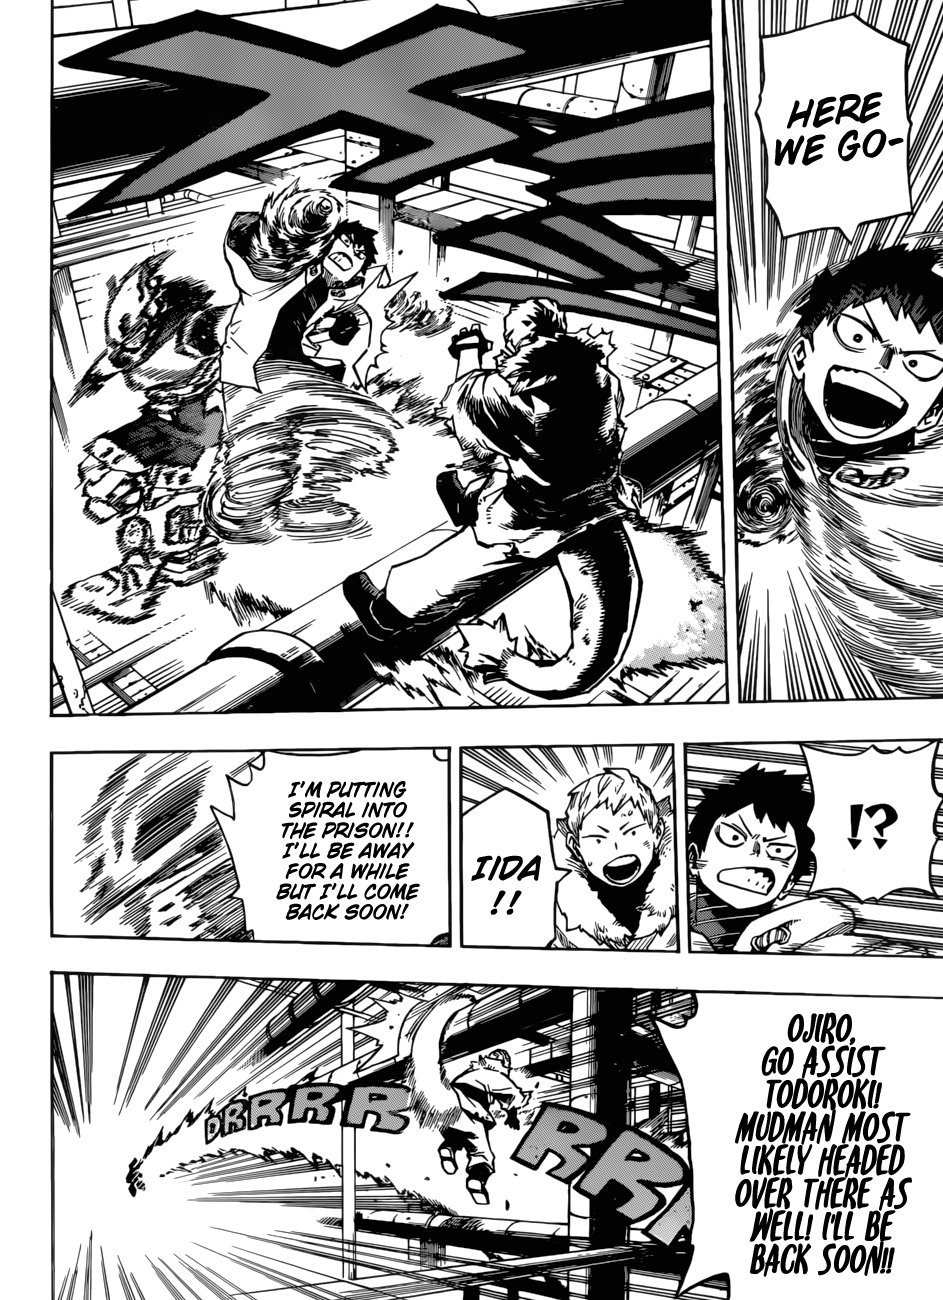 HERE
WE GO-
!?
IIDA
!!
I'M PUTTING
SPIRAL INTO
THE PRISON!!
I'LL BE AWAY
FOR A WHILE
BUT I'LL COME
BACK SOON!
OJIRO,
GO ASSIST
TODOROKI!!
MUDMAN MOST
LIKELY HEADED
OVER THERE AS
WELL! I'LL BE
BACK SOON!!
DRRRR
RRR